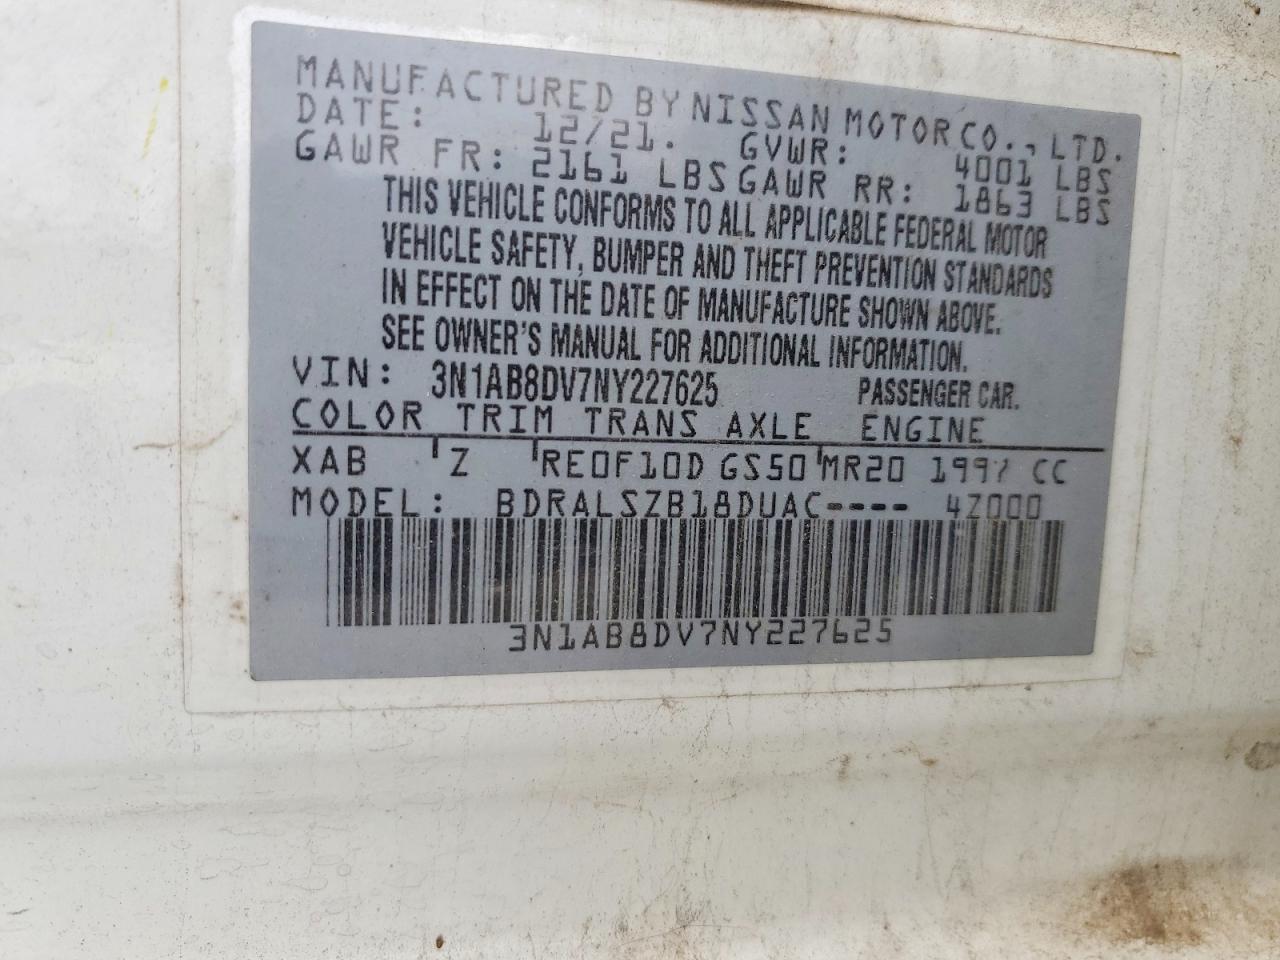 MANUFACTURED BY NISSAN MOTOR CO., LTD.
DATE: 12/21. GVWR: 4001 LBS
GAWR FR: 2161 LBS GAWR RR: 1863 LBS
THIS VEHICLE CONFORMS TO ALL APPLICABLE FEDERAL MOTOR
VEHICLE SAFETY, BUMPER AND THEFT PREVENTION STANDARDS
IN EFFECT ON THE DATE OF MANUFACTURE SHOWN ABOVE.
SEE OWNER'S MANUAL FOR ADDITIONAL INFORMATION.
VIN: 3N1AB8DV7NY227625 PASSENGER CAR.
COLOR TRIM TRANS AXLE ENGINE
XAB Z RE0F10D GS50 MR20 1997 CC
MODEL: BDRALSZB18DUAC---- 4Z000
3N1AB8DV7NY227625